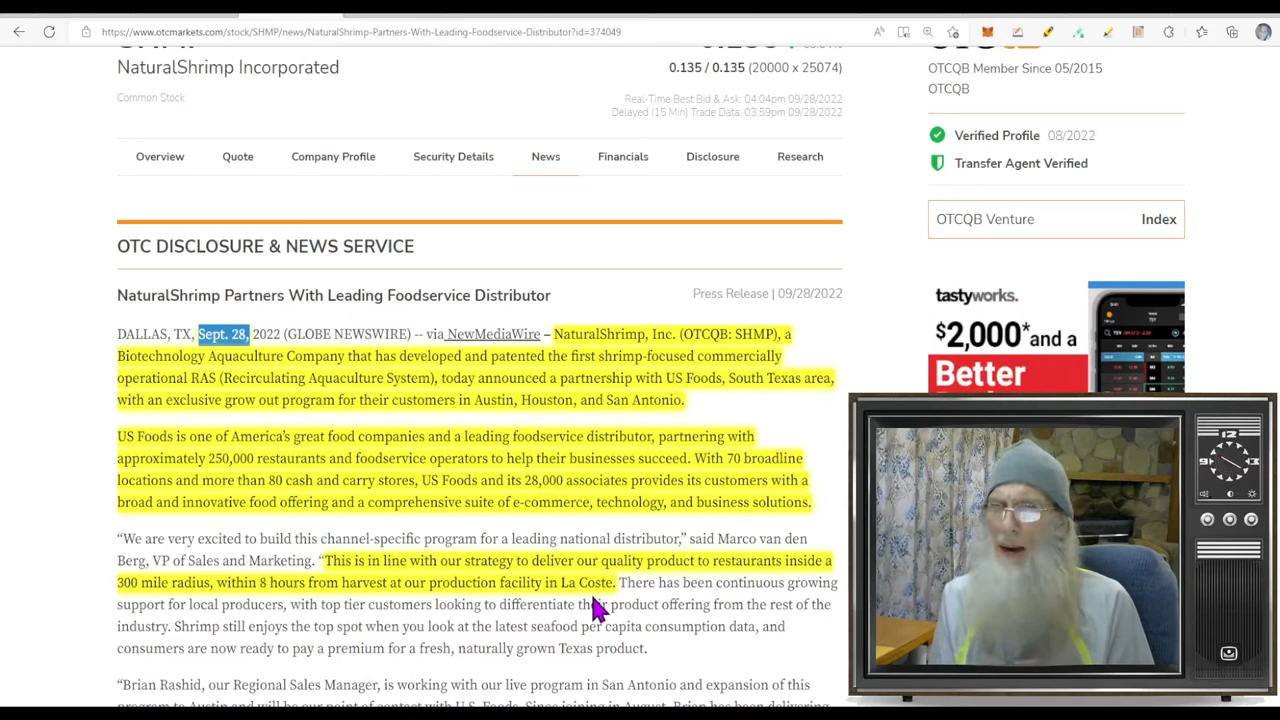 https://www.otcmarkets.com/stock/SHMP/news/NaturalShrimp-Partners-With-Leading-Foodservice-Distributor?id=374049
NaturalShrimp Incorporated
0.135 / 0.135 (20000 x 25074)
Common Stock
Real-Time Best Bid & Ask: 04:04pm 09/28/2022
Delayed (15 Min) Trade Data: 03:59pm 09/28/2022
OTCQB Member Since 05/2015
OTCQB
Verified Profile 08/2022
Transfer Agent Verified
Overview Quote Company Profile Security Details News Financials Disclosure Research
OTCQB Venture Index
OTC DISCLOSURE & NEWS SERVICE
NaturalShrimp Partners With Leading Foodservice Distributor
Press Release | 09/28/2022
DALLAS, TX, Sept. 28, 2022 (GLOBE NEWSWIRE) -- via NewMediaWire – NaturalShrimp, Inc. (OTCQB: SHMP), a
Biotechnology Aquaculture Company that has developed and patented the first shrimp-focused commercially
operational RAS (Recirculating Aquaculture System), today announced a partnership with US Foods, South Texas area,
with an exclusive grow out program for their customers in Austin, Houston, and San Antonio.
US Foods is one of America's great food companies and a leading foodservice distributor, partnering with
approximately 250,000 restaurants and foodservice operators to help their businesses succeed. With 70 broadline
locations and more than 80 cash and carry stores, US Foods and its 28,000 associates provides its customers with a
broad and innovative food offering and a comprehensive suite of e-commerce, technology, and business solutions.
“We are very excited to build this channel-specific program for a leading national distributor,” said Marco van den
Berg, VP of Sales and Marketing. “This is in line with our strategy to deliver our quality product to restaurants inside a
300 mile radius, within 8 hours from harvest at our production facility in La Coste. There has been continuous growing
support for local producers, with top tier customers looking to differentiate their product offering from the rest of the
industry. Shrimp still enjoys the top spot when you look at the latest seafood per capita consumption data, and
consumers are now ready to pay a premium for a fresh, naturally grown Texas product.
“Brian Rashid, our Regional Sales Manager, is working with our live program in San Antonio and expansion of this
tastyworks.
$2,000* and a
Better
12
3
6
9